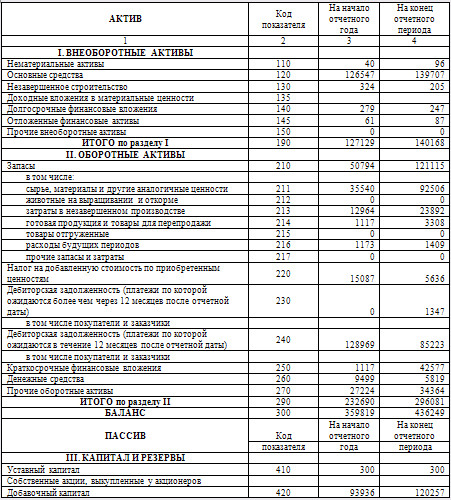 АКТИВ Код показателя На начало отчетного года На конец отчетного периода
1 2 3 4
I. ВНЕОБОРОТНЫЕ АКТИВЫ
Нематериальные активы 110 40 96
Основные средства 120 126547 139707
Незавершенное строительство 130 324 205
Доходные вложения в материальные ценности 135
Долгосрочные финансовые вложения 140 279 247
Отложенные финансовые активы 145 61 87
Прочие внеоборотные активы 150 0 0
ИТОГО по разделу I 190 127129 140168
II. ОБОРОТНЫЕ АКТИВЫ
Запасы 210 50794 121115
в том числе:
сырье, материалы и другие аналогичные ценности 211 35540 92506
животные на выращивании и откорме 212 0 0
затраты в незавершенном производстве 213 12964 23892
готовая продукция и товары для перепродажи 214 1117 3308
товары отгруженные 215 0 0
расходы будущих периодов 216 1173 1409
прочие запасы и затраты 217 0 0
Налог на добавленную стоимость по приобретенным
ценностям 220 15087 5636
Дебиторская задолженность (платежи по которой
ожидаются более чем через 12 месяцев после отчетной
даты) 230 0 1347
в том числе покупатели и заказчики
Дебиторская задолженность (платежи по которой
ожидаются в течение 12 месяцев после отчетной даты) 240 128969 85223
в том числе покупатели и заказчики
Краткосрочные финансовые вложения 250 1117 42577
Денежные средства 260 9499 5819
Прочие оборотные активы 270 27224 34364
ИТОГО по разделу II 290 232690 296081
БАЛАНС 300 359819 436249
ПАССИВ Код показателя На начало отчетного года На конец отчетного периода
III. КАПИТАЛ И РЕЗЕРВЫ
Уставный капитал 410 300 300
Собственные акции, выкупленные у акционеров
Добавочный капитал 420 93936 120257